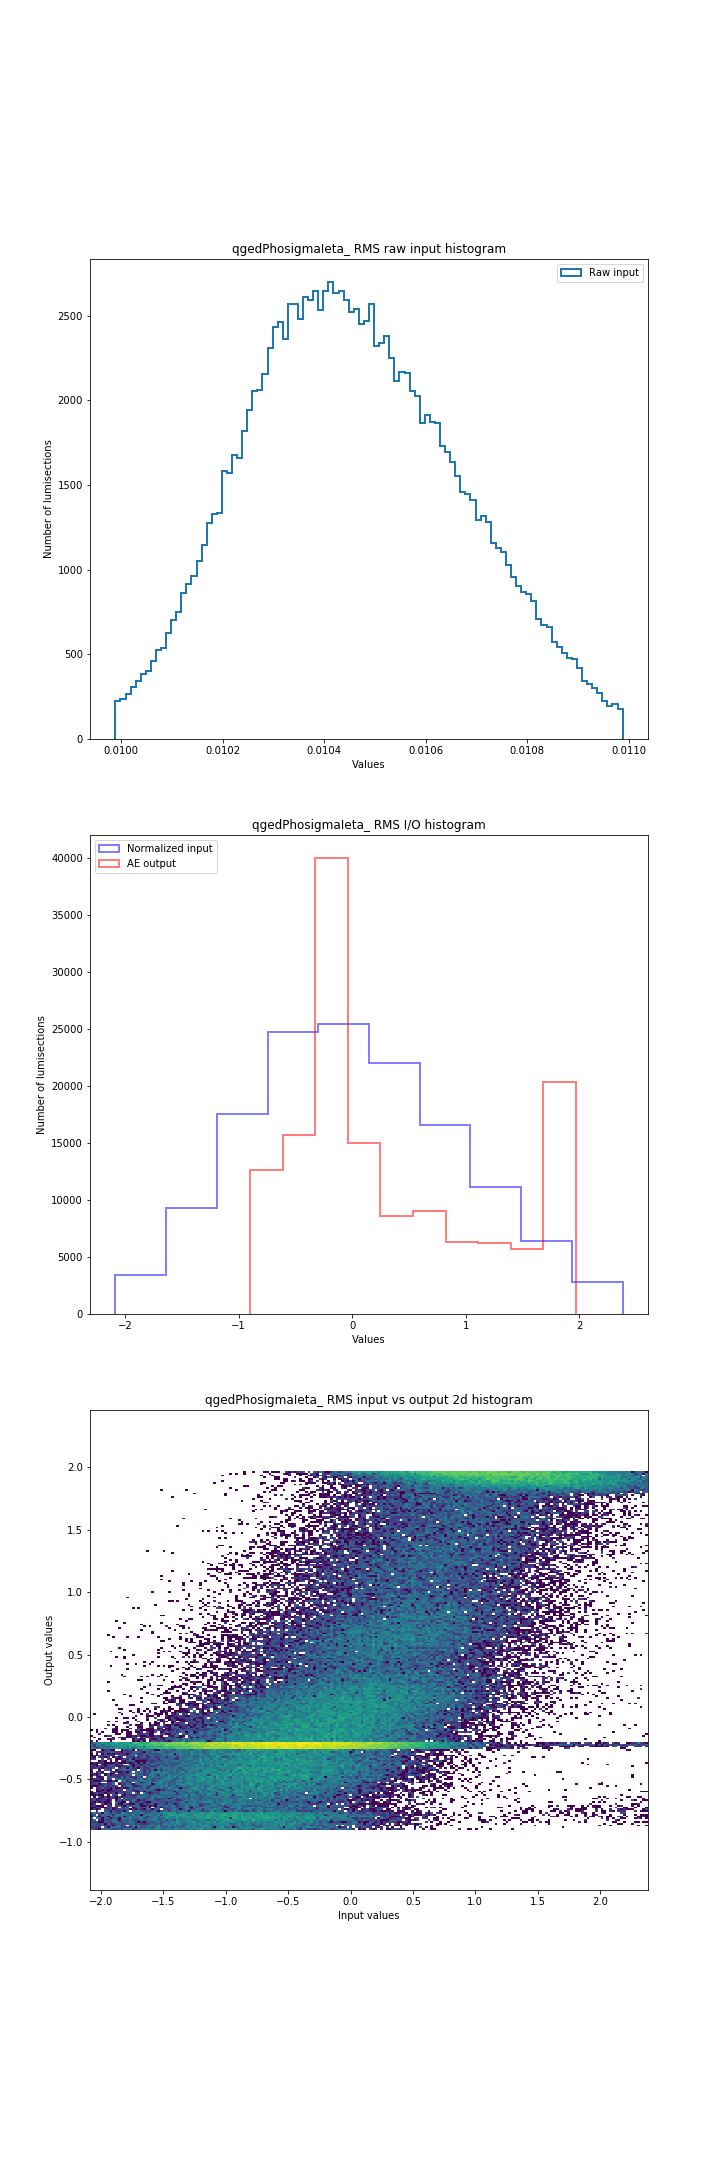 qgedPhosigmaIeta_ RMS raw input histogram
Raw input
2500
2000
1500
1000
500
0
Number of lumisections
0.0100 0.0102 0.0104 0.0106 0.0108 0.0110
Values
qgedPhosigmaIeta_ RMS I/O histogram
Normalized input
AE output
40000
35000
30000
25000
20000
15000
10000
5000
0
Number of lumisections
−2 −1 0 1 2
Values
qgedPhosigmaIeta_ RMS input vs output 2d histogram
2.0
1.5
1.0
0.5
0.0
−0.5
−1.0
Output values
−2.0 −1.5 −1.0 −0.5 0.0 0.5 1.0 1.5 2.0
Input values